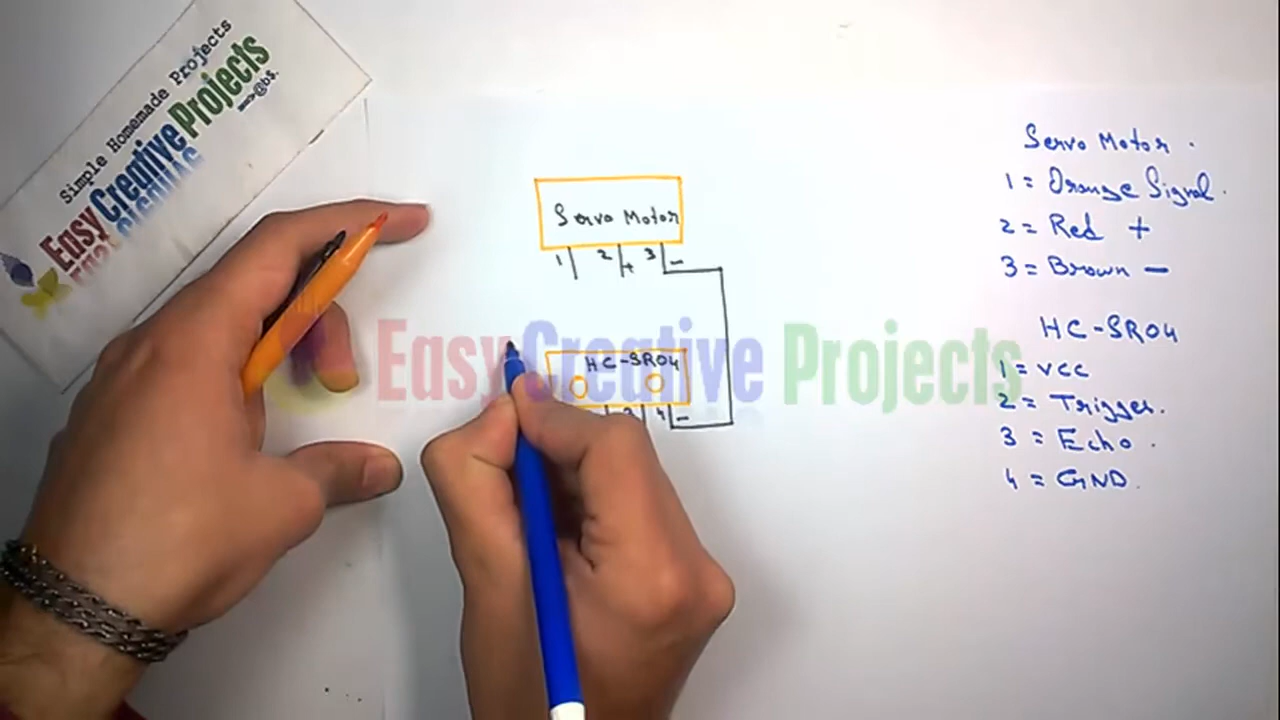 Simple Homemade Projects
Easy Creative Projects
==>@bs.
Servo Motor
1 2 3 -
+
HC-SR04
4 -
Easy Creative Projects
Servo Motor .
1 = Orange Signal.
2 = Red +
3 = Brown -
HC-SR04
1 = VCC
2 = Trigger.
3 = Echo .
4 = GND.